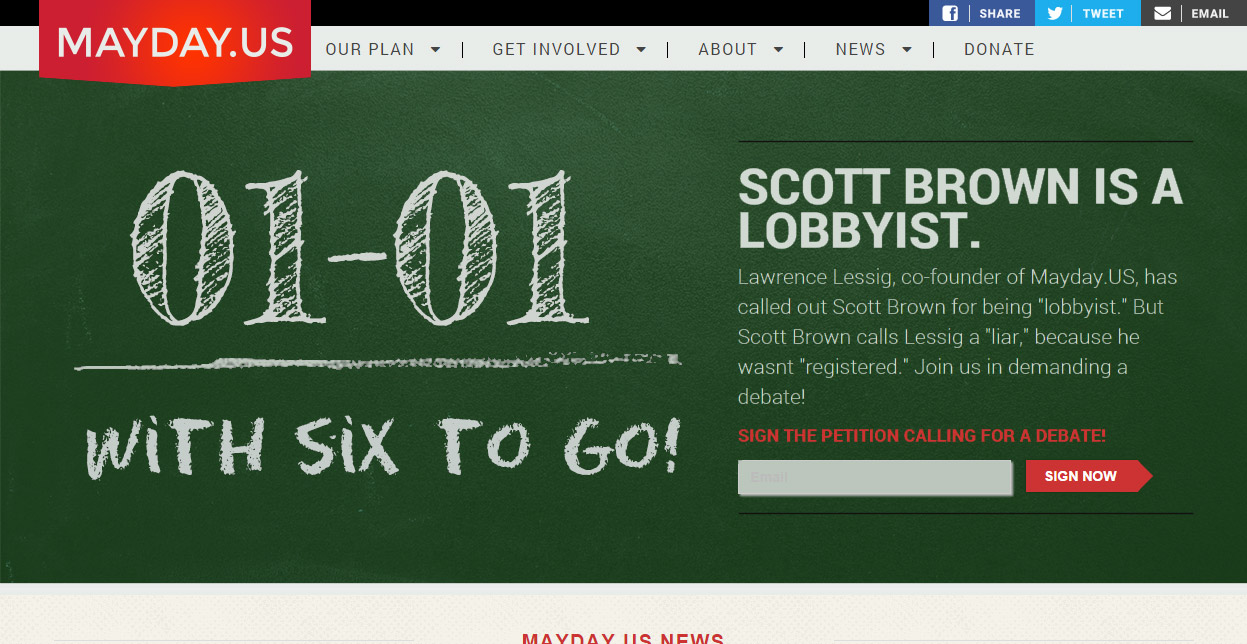 SHARE TWEET EMAIL
MAYDAY.US
OUR PLAN GET INVOLVED ABOUT NEWS DONATE
01-01
WiTH SiX TO GO!
SCOTT BROWN IS A
LOBBYIST.
Lawrence Lessig, co-founder of Mayday.US, has
called out Scott Brown for being "lobbyist." But
Scott Brown calls Lessig a "liar," because he
wasnt "registered." Join us in demanding a
debate!
SIGN THE PETITION CALLING FOR A DEBATE!
Email
SIGN NOW
MAYDAY.US NEWS